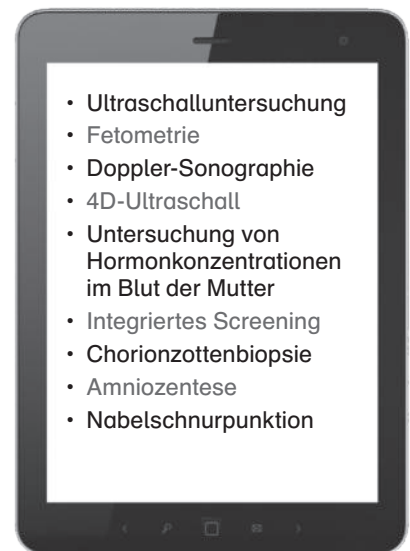 • Ultraschalluntersuchung
• Fetometrie
• Doppler-Sonographie
• 4D-Ultraschall
• Untersuchung von
Hormonkonzentrationen
im Blut der Mutter
• Integriertes Screening
• Chorionzottenbiopsie
• Amniozentese
• Nabelschnurpunktion